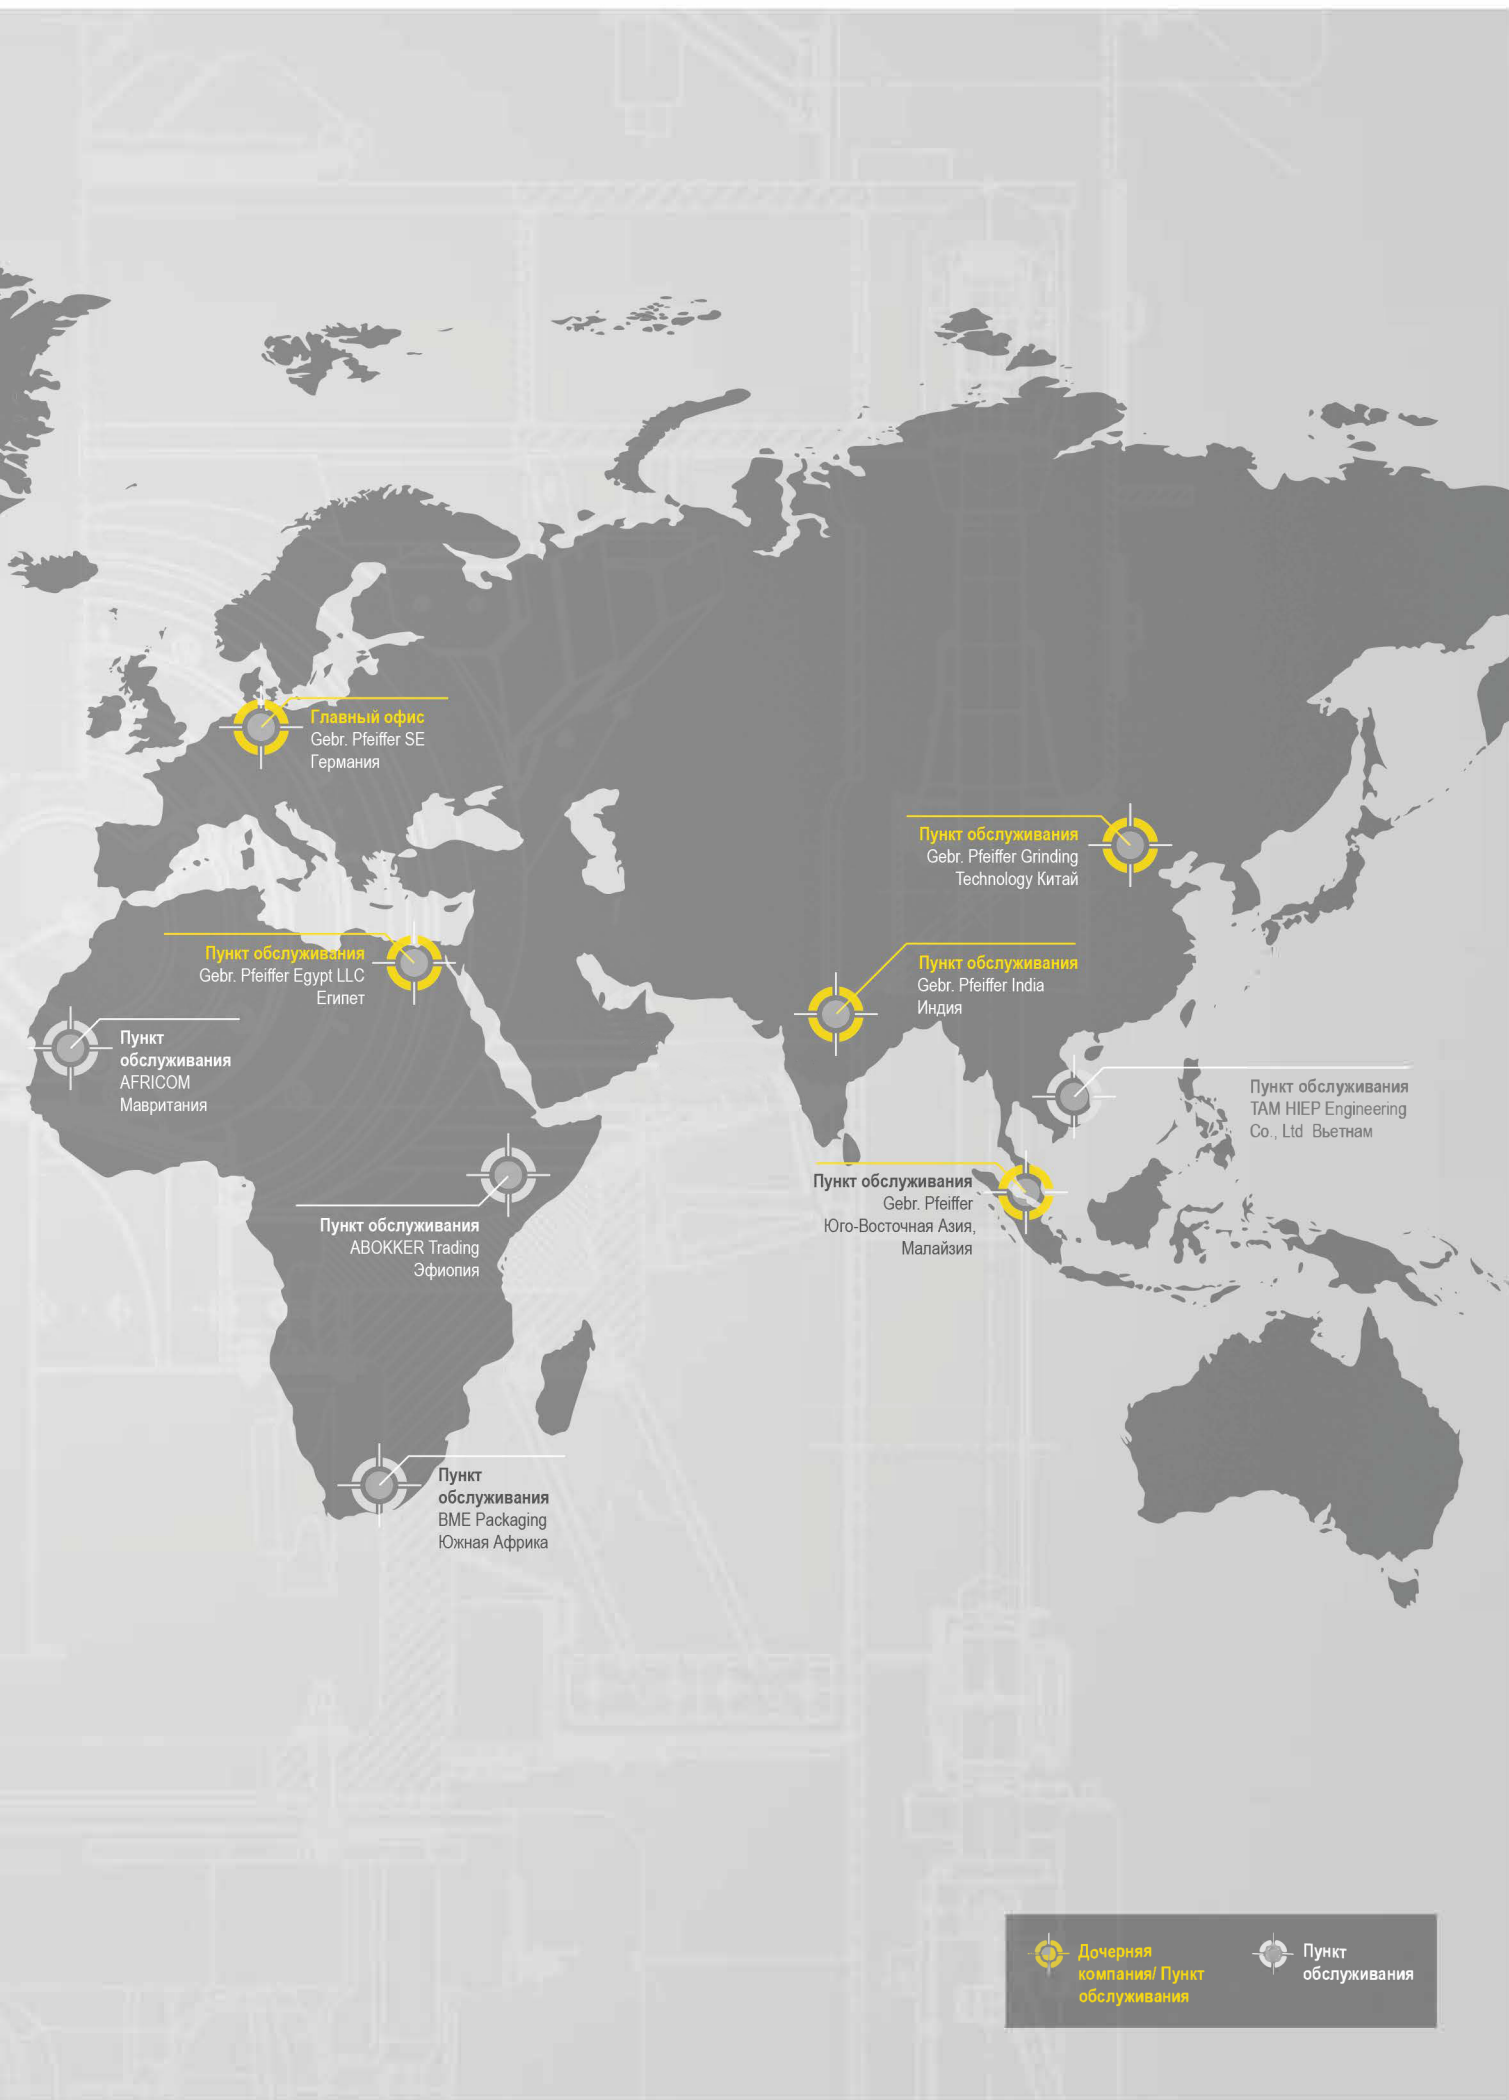 Главный офис
Gebr. Pfeiffer SE
Германия
Пункт обслуживания
Gebr. Pfeiffer Grinding
Technology Китай
Пункт обслуживания
Gebr. Pfeiffer Egypt LLC
Египет
Пункт обслуживания
Gebr. Pfeiffer India
Индия
Пункт
обслуживания
AFRICOM
Мавритания
Пункт обслуживания
TAM HIEP Engineering
Co., Ltd Вьетнам
Пункт обслуживания
Gebr. Pfeiffer
Юго-Восточная Азия,
Малайзия
Пункт обслуживания
ABOKKER Trading
Эфиопия
Пункт
обслуживания
BME Packaging
Южная Африка
Дочерняя
компания/ Пункт
обслуживания
Пункт
обслуживания